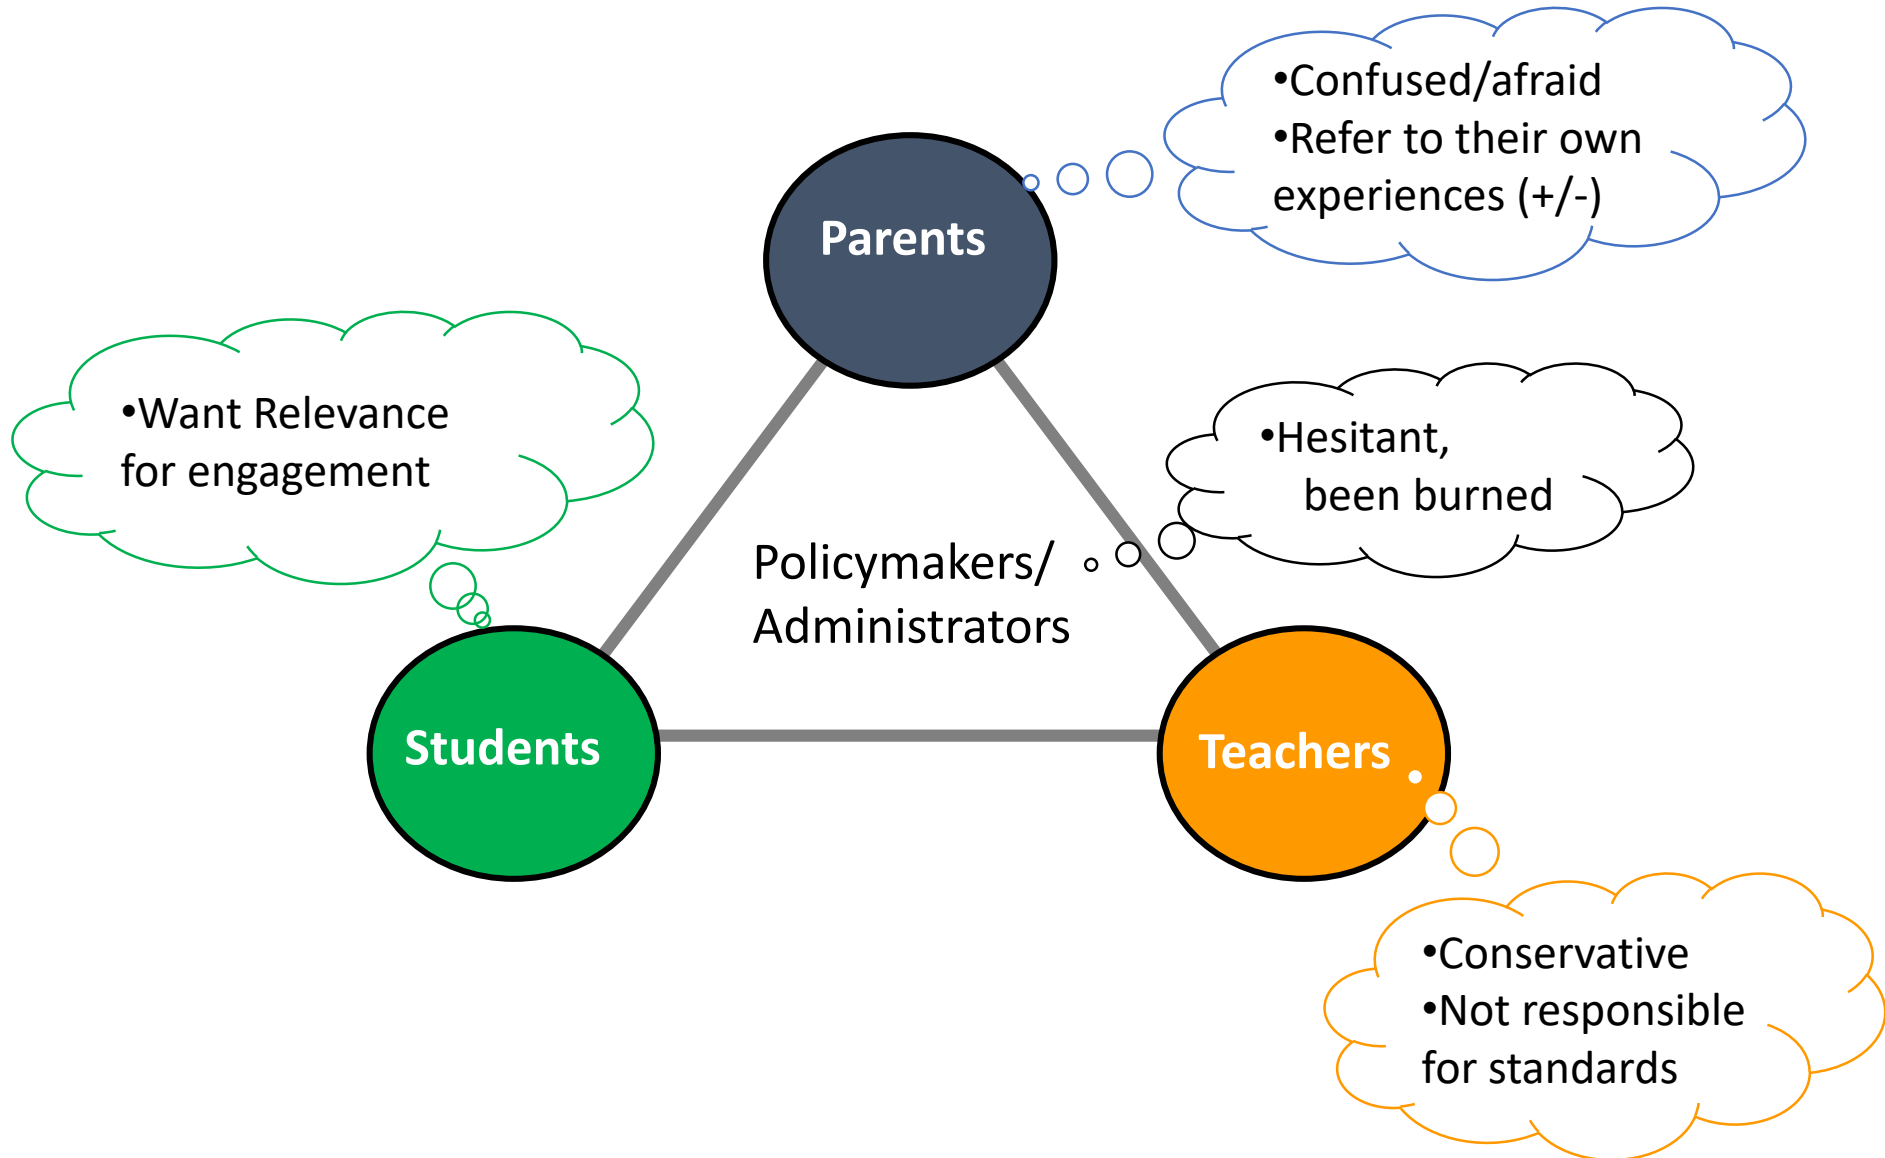 •Confused/afraid
•Refer to their own
experiences (+/-)
Parents
•Want Relevance
for engagement
•Hesitant,
been burned
Policymakers/
Administrators
Students
Teachers
•Conservative
•Not responsible
for standards